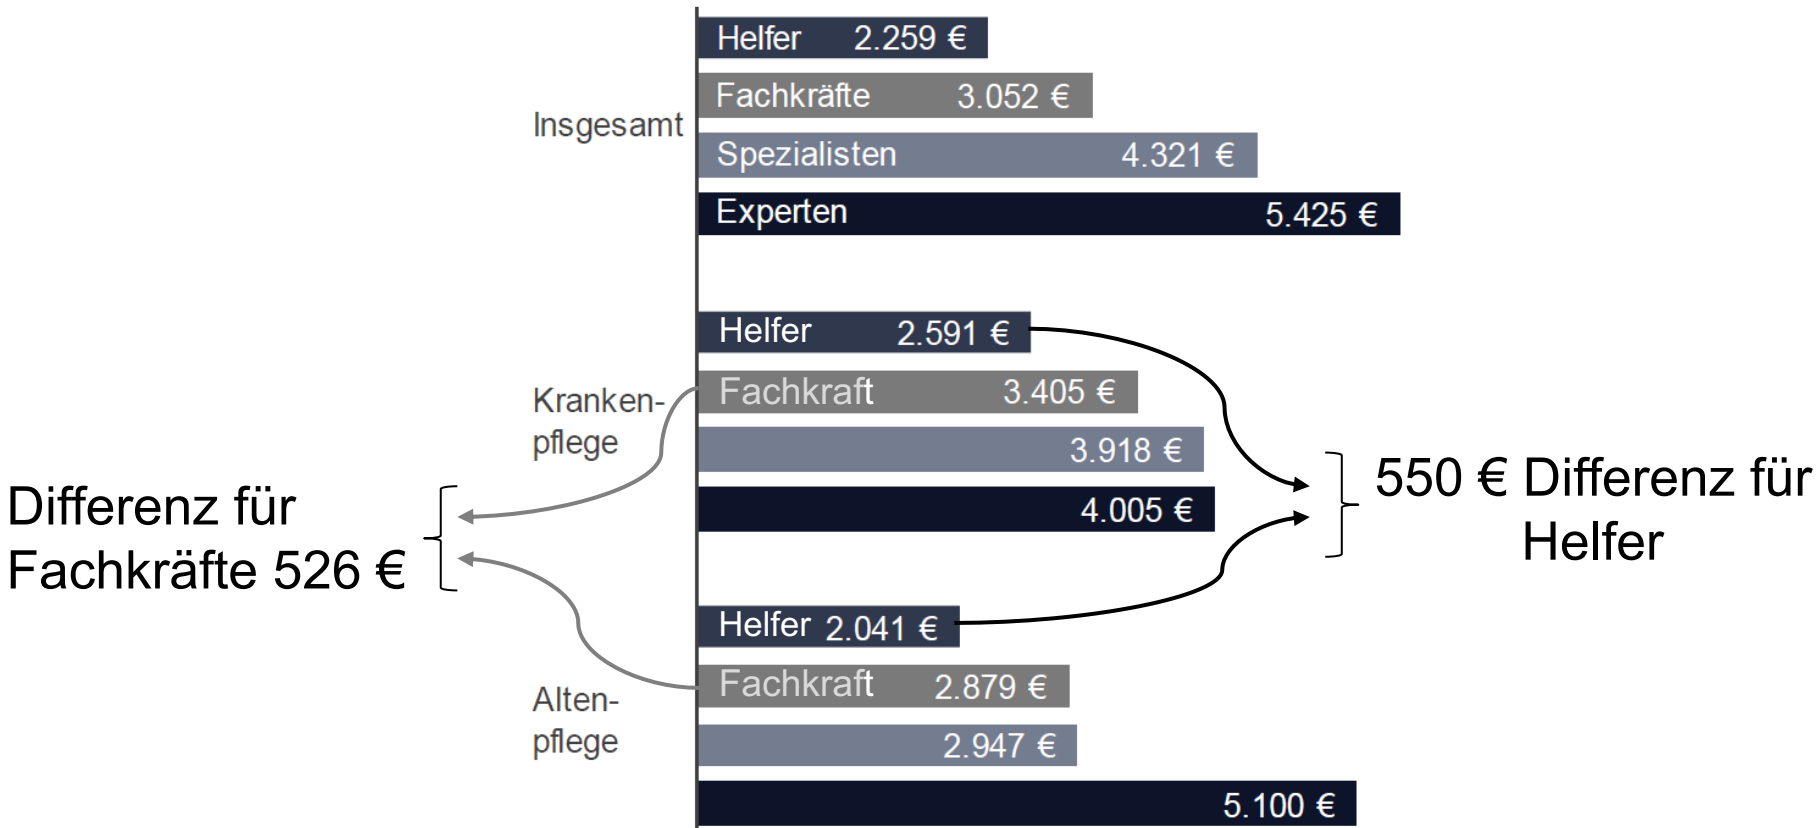 Helfer 2.259 €
Fachkräfte 3.052 €
Insgesamt
Spezialisten 4.321 €
Experten 5.425 €
Helfer 2.591 €
Fachkraft 3.405 €
Kranken-
pflege
3.918 €
4.005 €
Differenz für
Fachkräfte 526 €
550 € Differenz für
Helfer
Helfer 2.041 €
Fachkraft 2.879 €
Alten-
pflege
2.947 €
5.100 €